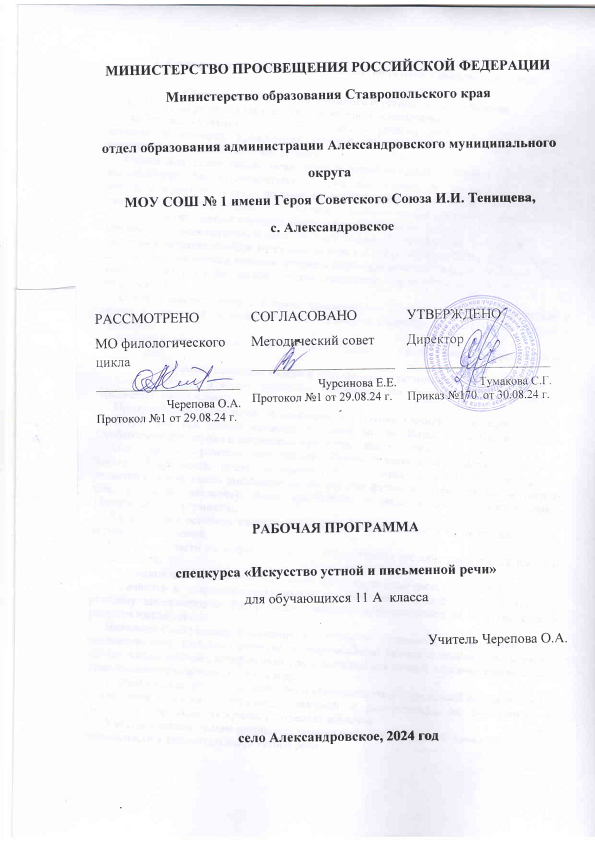 МИНИСТЕРСТВО ПРОСВЕЩЕНИЯ РОССИЙСКОЙ ФЕДЕРАЦИИ
Министерство образования Ставропольского края
отдел образования администрации Александровского муниципального
округа
МОУ СОШ № 1 имени Героя Советского Союза И.И. Тенищева,
с. Александровское
РАССМОТРЕНО
МО филологического
цикла
Черепова О.А.
Протокол №1 от 29.08.24 г.
СОГЛАСОВАНО
Методический совет
Чурсинова Е.Е.
Протокол №1 от 29.08.24 г.
УТВЕРЖДЕНО
Директор
Тумакова С.Г.
Приказ №170 от 30.08.24 г.
РАБОЧАЯ ПРОГРАММА
спецкурса «Искусство устной и письменной речи»
для обучающихся 11 А класса
Учитель Черепова О.А.
село Александровское, 2024 год